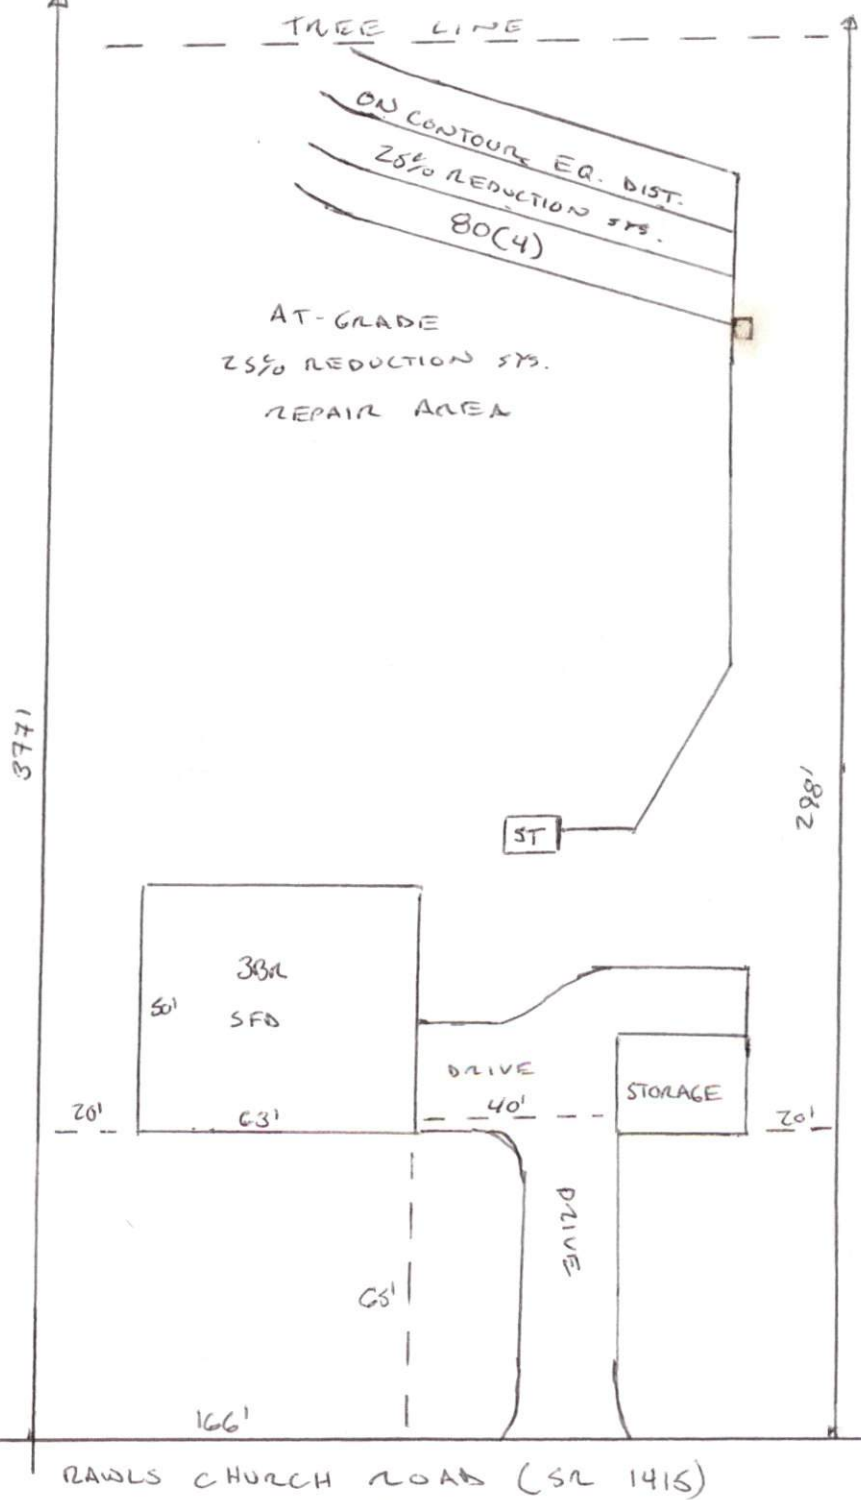 TREE LINE
ON CONTOUR EQ. DIST.
25% REDUCTION SYS.
80(4)
AT-GRADE
25% REDUCTION SYS.
REPAIR AREA
377'
298'
ST
3BR
50'
SFD
DRIVE
STORAGE
20'
63'
40'
20'
DRIVE
65'
166'
RAWLS CHURCH ROAD (SR 1415)